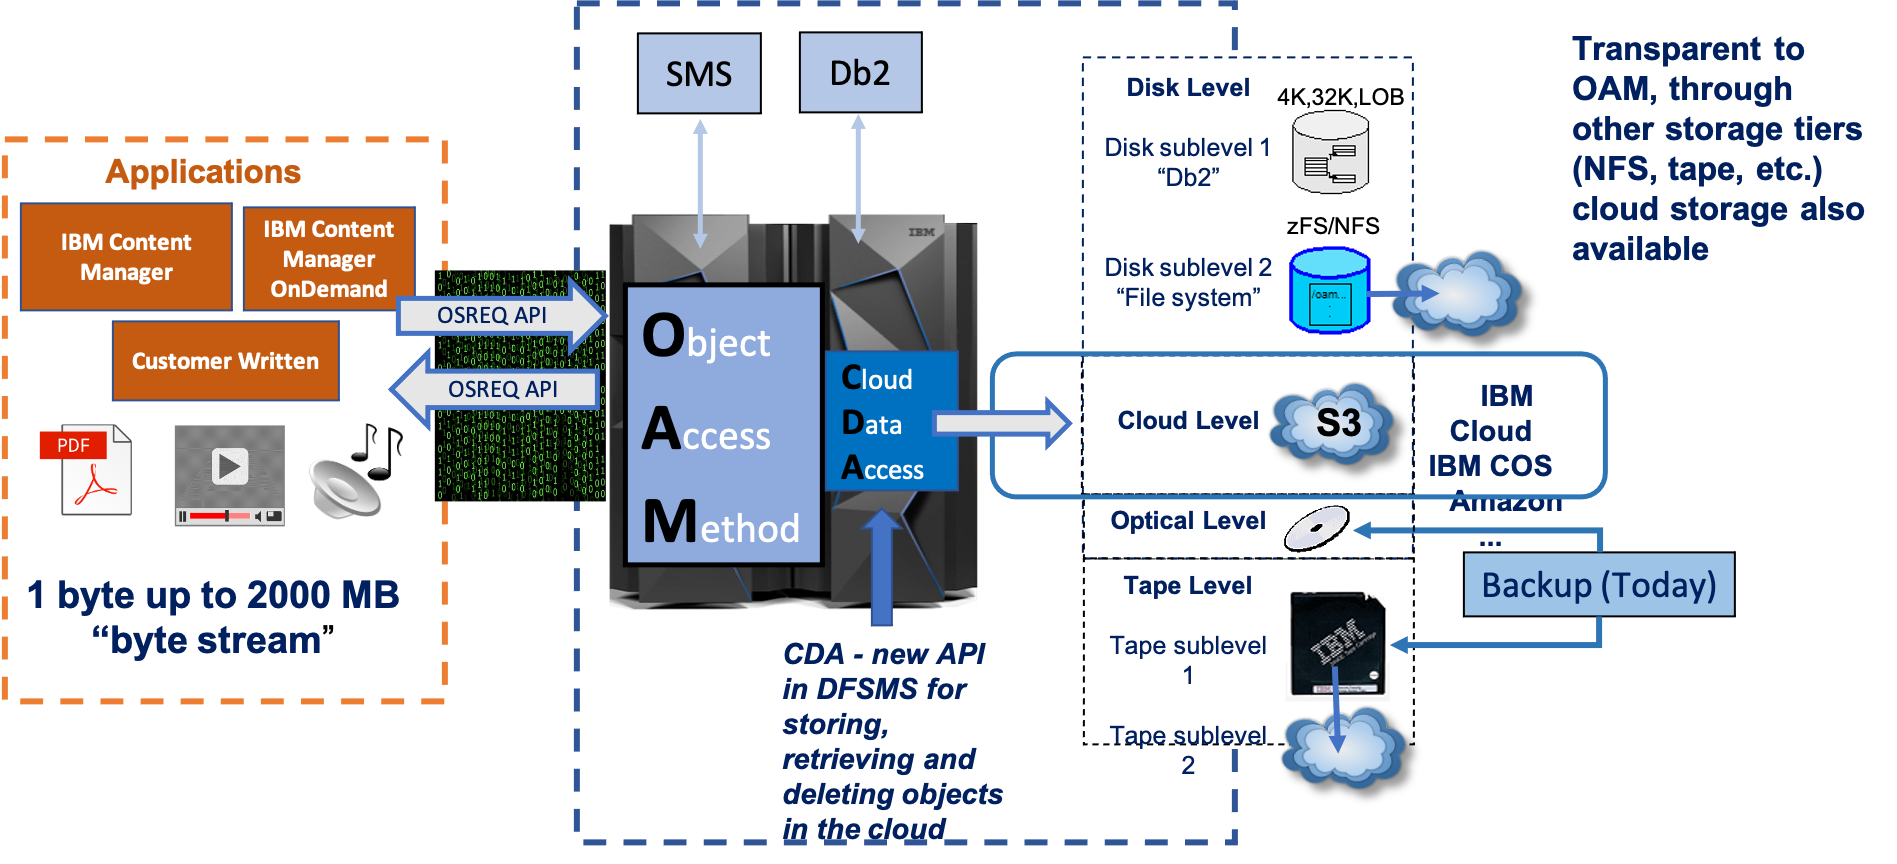 Applications
IBM Content
Manager
IBM Content
Manager
OnDemand
Customer Written
PDF
1 byte up to 2000 MB
“byte stream”
OSREQ API
OSREQ API
SMS
Db2
IBM
Object
Access
Method
Cloud
Data
Access
CDA - new API
in DFSMS for
storing,
retrieving and
deleting objects
in the cloud
Disk Level
4K,32K,LOB
Disk sublevel 1
“Db2”
zFS/NFS
Disk sublevel 2
“File system”
/oam...
:
Cloud Level
S3
IBM
Cloud
IBM COS
Amazon
...
Optical Level
Tape Level
IBM
Tape sublevel
1
Tape sublevel
2
Backup (Today)
Transparent to
OAM, through
other storage tiers
(NFS, tape, etc.)
cloud storage also
available